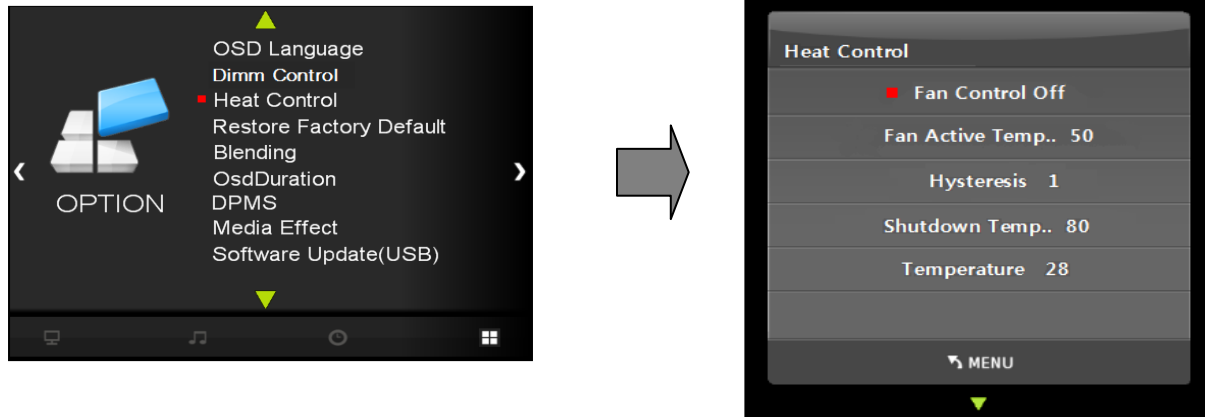 OSD Language
Dimm Control
Heat Control
Restore Factory Default
Blending
OsdDuration
DPMS
Media Effect
Software Update(USB)
OPTION
Heat Control
Fan Control Off
Fan Active Temp.. 50
Hysteresis 1
Shutdown Temp.. 80
Temperature 28
MENU